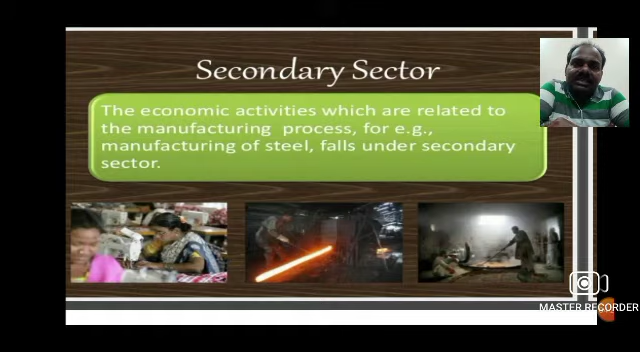 Secondary Sector
The economic activities which are related to
the manufacturing process, for e.g.,
manufacturing of steel, falls under secondary
sector.
MASTER RECORDER